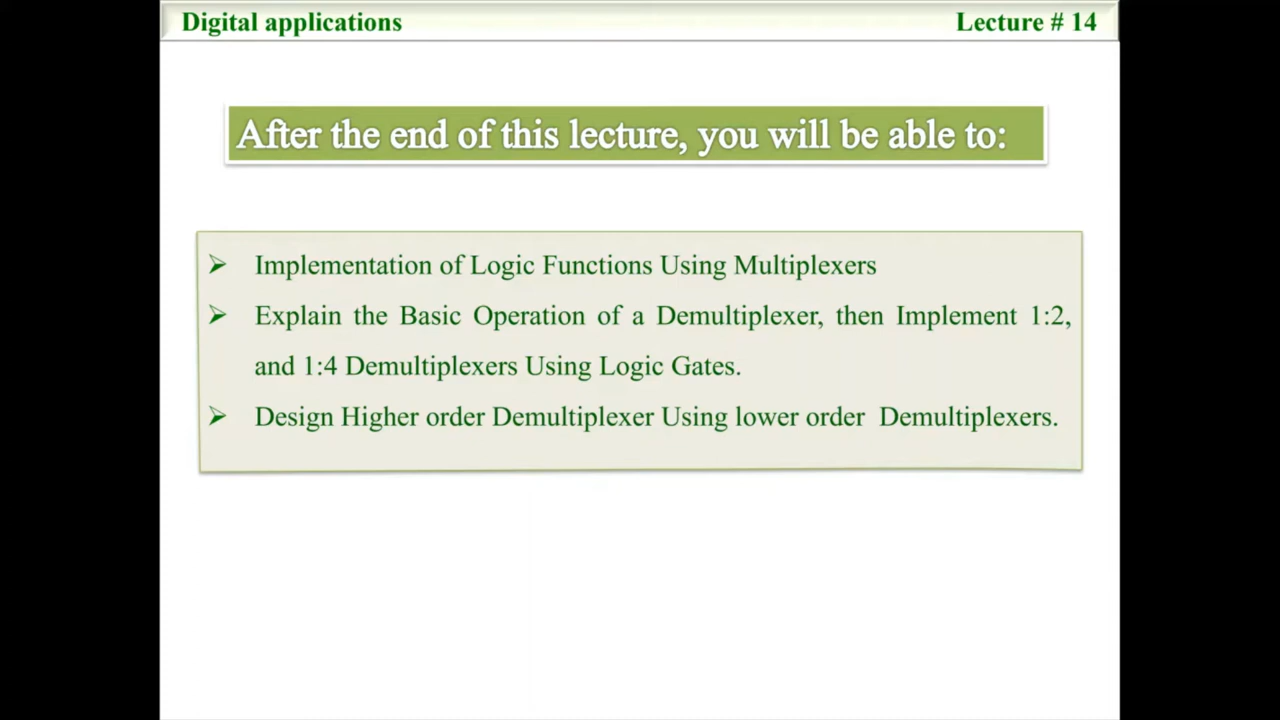 Digital applications Lecture # 14
After the end of this lecture, you will be able to:
➢ Implementation of Logic Functions Using Multiplexers
➢ Explain the Basic Operation of a Demultiplexer, then Implement 1:2,
and 1:4 Demultiplexers Using Logic Gates.
➢ Design Higher order Demultiplexer Using lower order Demultiplexers.